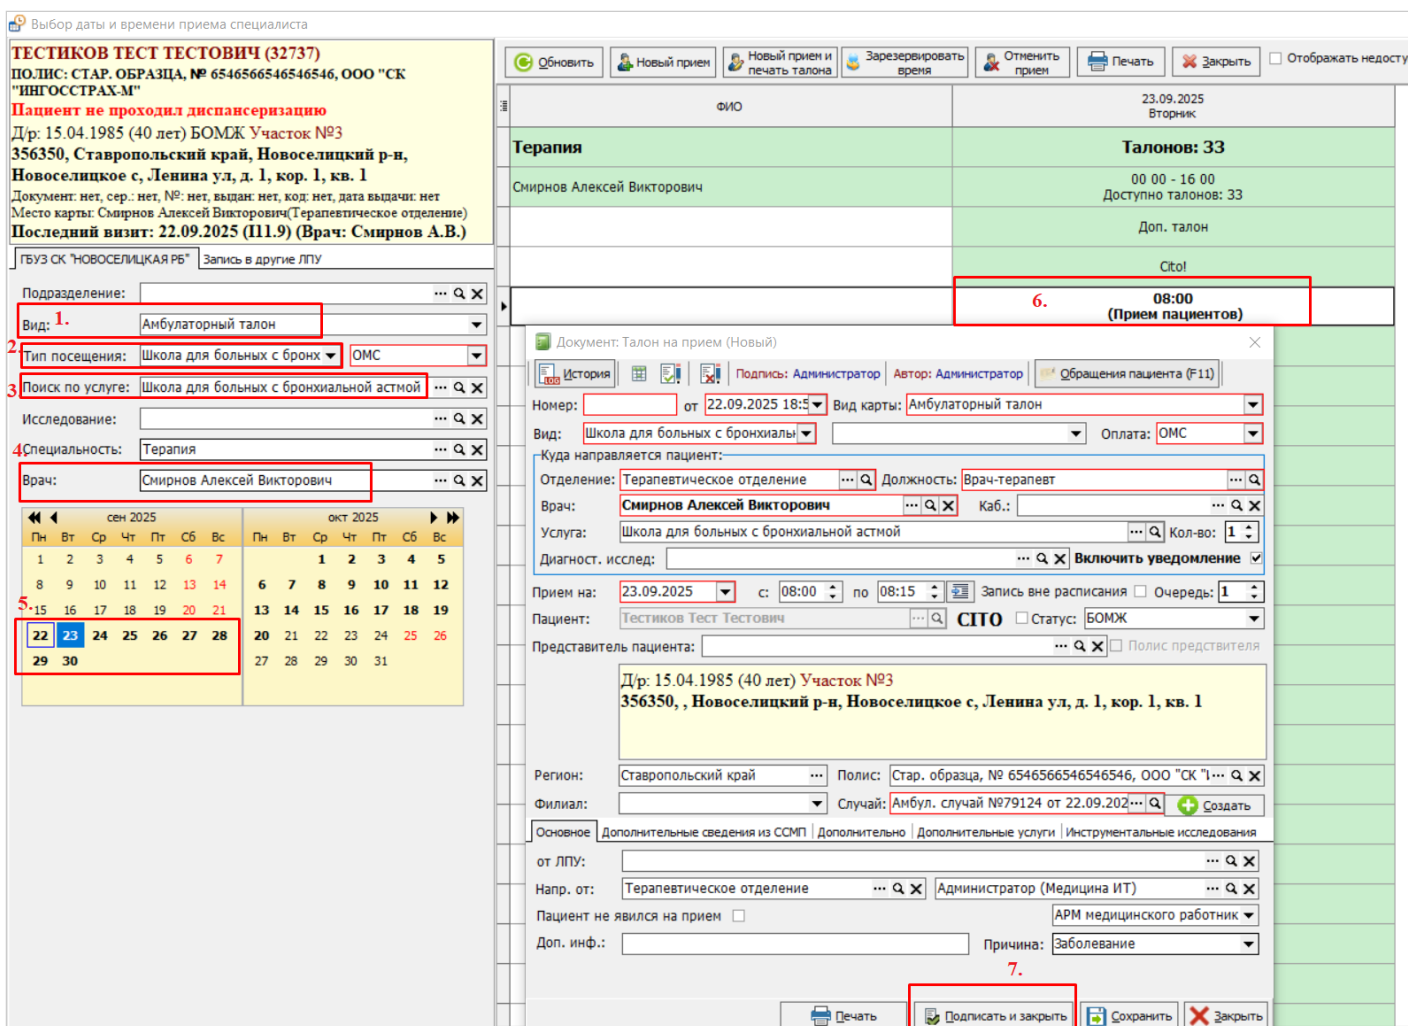 Выбор даты и времени приема специалиста
ТЕСТИКОВ ТЕСТ ТЕСТОВИЧ (32737)
ПОЛИС: СТАР. ОБРАЗЦА, № 6546566546546546, ООО "СК
"ИНГОССТРАХ-М"
Пациент не проходил диспансеризацию
Д/р: 15.04.1985 (40 лет) БОМЖ Участок №3
356350, Ставропольский край, Новоселицкий р-н,
Новоселицкое с, Ленина ул, д. 1, кор. 1, кв. 1
Документ: нет, сер.: нет, №: нет, выдан: нет, код: нет, дата выдачи: нет
Место карты: Смирнов Алексей Викторович(Терапевтическое отделение)
Последний визит: 22.09.2025 (I11.9) (Врач: Смирнов А.В.)
ГБУЗ СК "НОВОСЕЛИЦКАЯ РБ" Запись в другие ЛПУ
Подразделение:
Вид: 1. Амбулаторный талон
2. Тип посещения: Школа для больных с бронх ОМС
3. Поиск по услуге: Школа для больных с бронхиальной астмой
Исследование:
4. Специальность: Терапия
Врач: Смирнов Алексей Викторович
сен 2025 окт 2025
Пн Вт Ср Чт Пт Сб Вс Пн Вт Ср Чт Пт Сб Вс
1 2 3 4 5 6 7 1 2 3 4 5
8 9 10 11 12 13 14 6 7 8 9 10 11 12
5. 15 16 17 18 19 20 21 13 14 15 16 17 18 19
22 23 24 25 26 27 28 20 21 22 23 24 25 26
29 30 27 28 29 30 31
Обновить Новый прием Новый прием и печать талона Зарезервировать время Отменить прием Печать Закрыть Отображать недосту
ФИО 23.09.2025
Вторник
Терапия Талонов: 33
Смирнов Алексей Викторович 00 00 - 16 00
Доступно талонов: 33
Доп. талон
Cito!
6. 08:00
(Прием пациентов)
Документ: Талон на прием (Новый)
LOG История Подпись: Администратор Автор: Администратор Обращения пациента (F11)
Номер: от 22.09.2025 18:5 Вид карты: Амбулаторный талон
Вид: Школа для больных с бронхиальн Оплата: ОМС
Куда направляется пациент:
Отделение: Терапевтическое отделение Должность: Врач-терапевт
Врач: Смирнов Алексей Викторович Каб.:
Услуга: Школа для больных с бронхиальной астмой Кол-во: 1
Диагност. исслед: Включить уведомление
Прием на: 23.09.2025 с: 08:00 по 08:15 Запись вне расписания Очередь: 1
Пациент: Тестиков Тест Тестович CITO Статус: БОМЖ
Представитель пациента: Полис предствителя
Д/р: 15.04.1985 (40 лет) Участок №3
356350, , Новоселицкий р-н, Новоселицкое с, Ленина ул, д. 1, кор. 1, кв. 1
Регион: Ставропольский край Полис: Стар. образца, № 6546566546546546, ООО "СК "I
Филиал: Случай: Амбул. случай №79124 от 22.09.202 Создать
Основное Дополнительные сведения из ССМП Дополнительно Дополнительные услуги Инструментальные исследования
от ЛПУ:
Напр. от: Терапевтическое отделение Администратор (Медицина ИТ)
Пациент не явился на прием АРМ медицинского работник
Доп. инф.: Причина: Заболевание
7.
Печать Подписать и закрыть Сохранить Закрыть